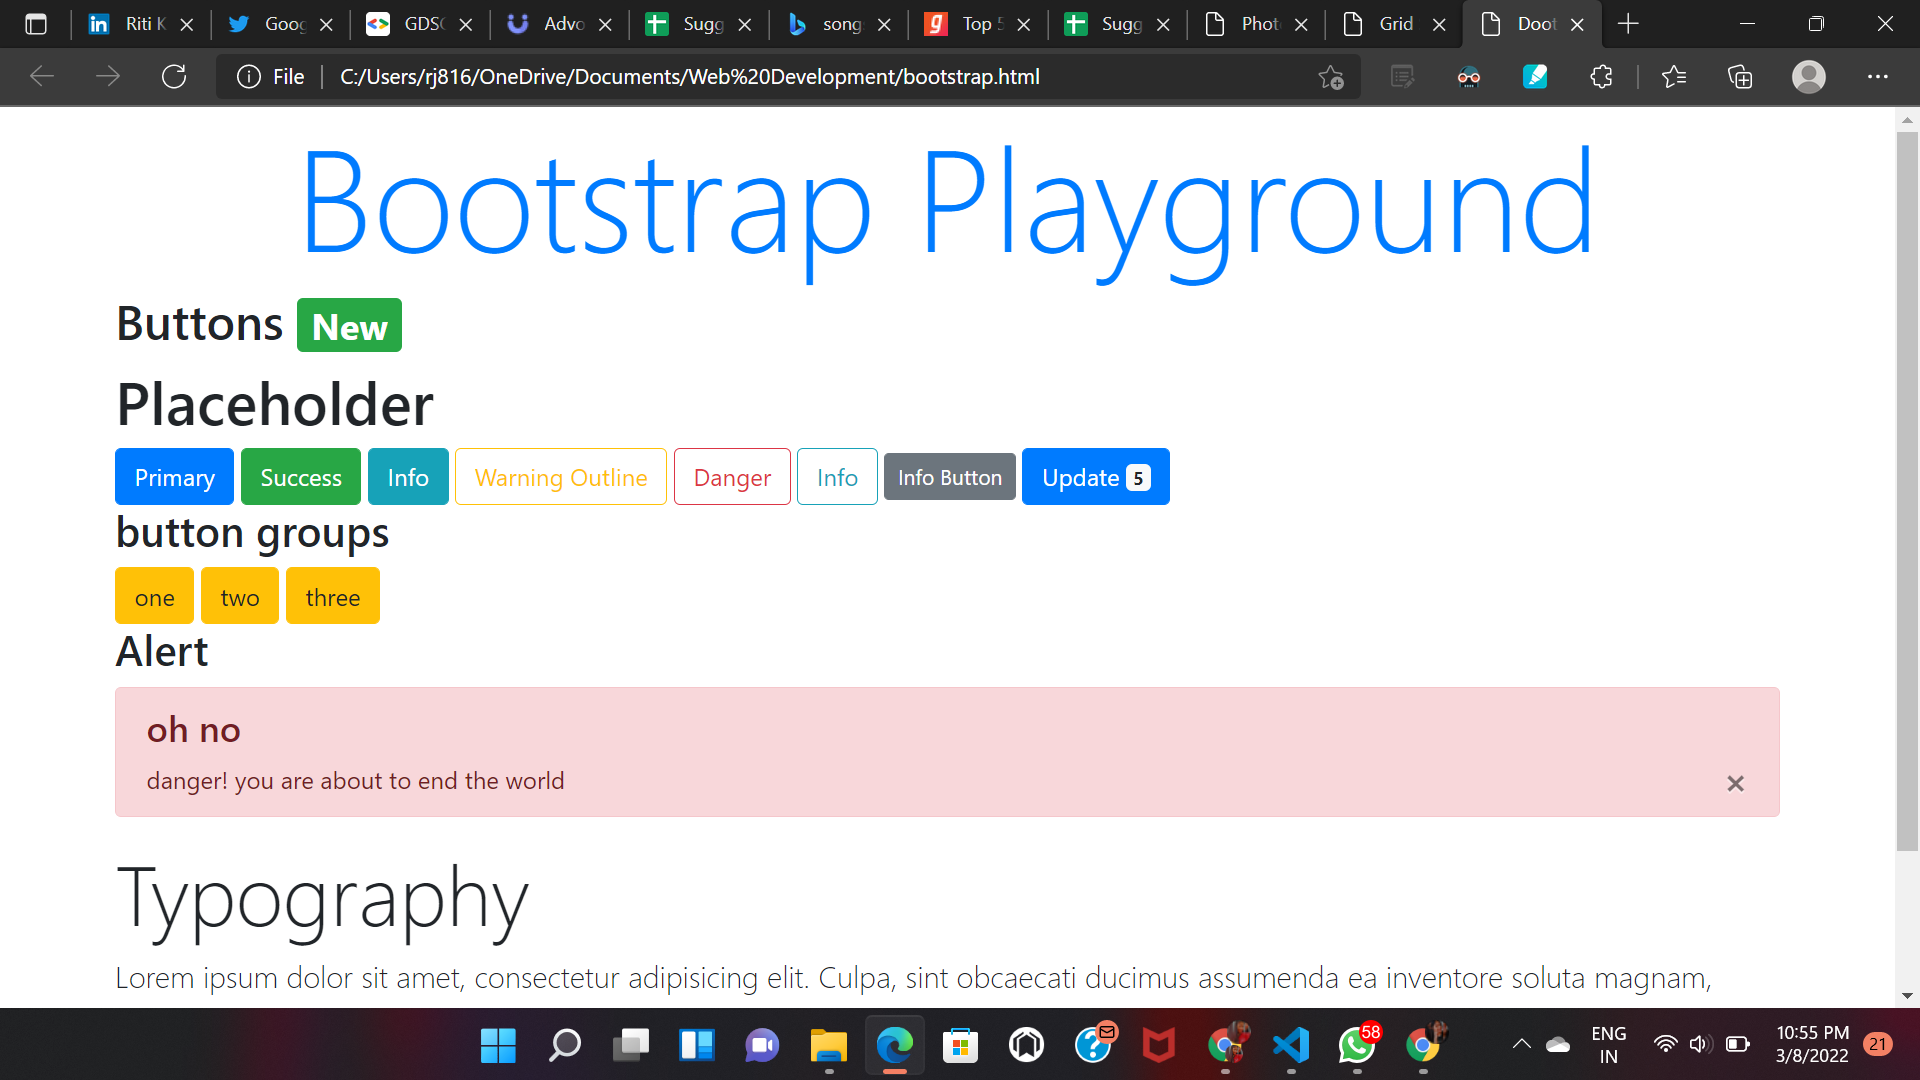 Riti K
Goog
GDSC
Advo
Sugg
song
Top 5
Sugg
Phot
Grid
Doot
File
C:/Users/rj816/OneDrive/Documents/Web%20Development/bootstrap.html
Bootstrap Playground
Buttons New
Placeholder
Primary Success Info Warning Outline Danger Info Info Button Update 5
button groups
one two three
Alert
oh no
danger! you are about to end the world
×
Typography
Lorem ipsum dolor sit amet, consectetur adipisicing elit. Culpa, sint obcaecati ducimus assumenda ea inventore soluta magnam,
58
ENG
IN
10:55 PM
3/8/2022
21